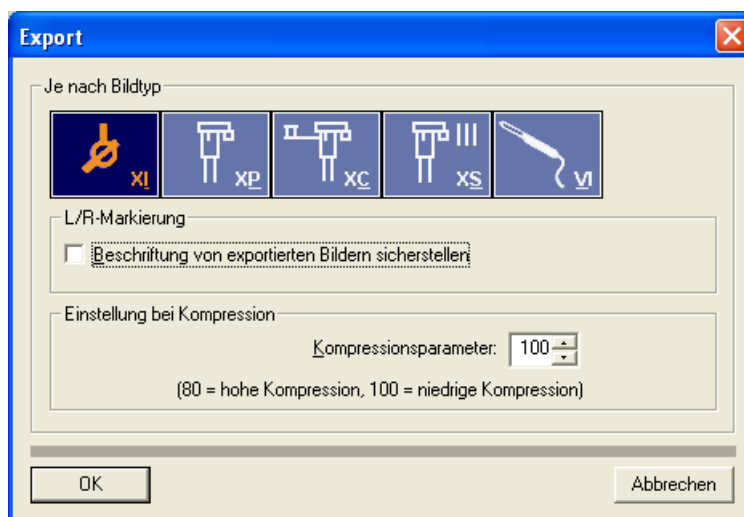 Export
Je nach Bildtyp
XI XP XC XS VI
L/R-Markierung
Beschriftung von exportierten Bildern sicherstellen
Einstellung bei Kompression
Kompressionsparameter: 100
(80 = hohe Kompression, 100 = niedrige Kompression)
OK Abbrechen